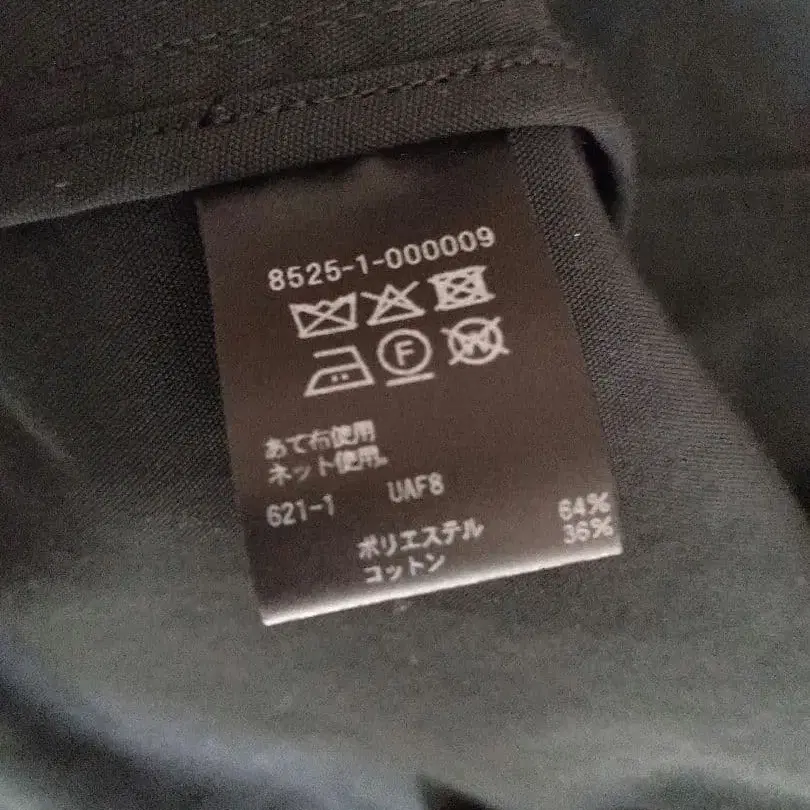 8525-1-000009
F W
あて布使用
ネット使用。
621-1 UAF8
ポリエステル 64%
コットン 36%